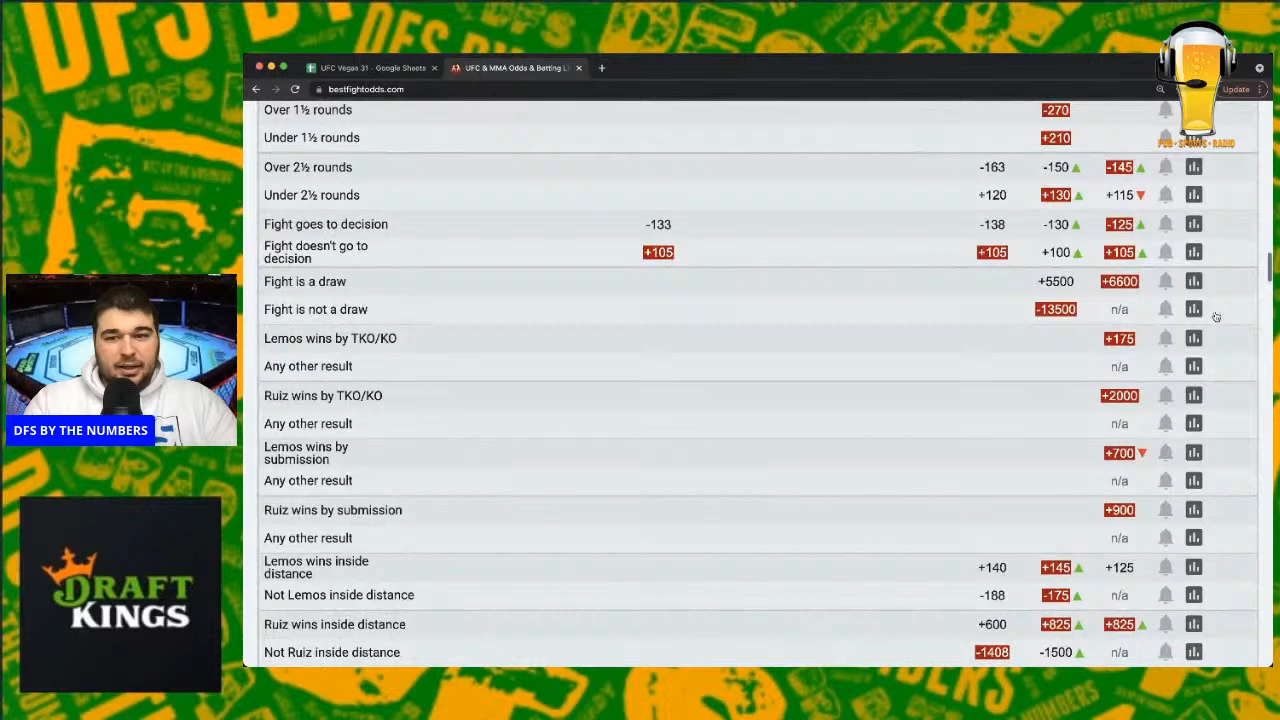 UFC Vegas 31 - Google Sheets
UFC & MMA Odds & Betting Li
bestfightodds.com
Update
PUB • SPORTS • RADIO
Over 1½ rounds -270
Under 1½ rounds +210
Over 2½ rounds -163 -150 -145
Under 2½ rounds +120 +130 +115
Fight goes to decision -133 -138 -130 -125
Fight doesn't go to
decision +105 +105 +100 +105
Fight is a draw +5500 +6600
Fight is not a draw -13500 n/a
Lemos wins by TKO/KO +175
Any other result n/a
Ruiz wins by TKO/KO +2000
Any other result n/a
Lemos wins by
submission +700
Any other result n/a
Ruiz wins by submission +900
Any other result n/a
Lemos wins inside
distance +140 +145 +125
Not Lemos inside distance -188 -175 n/a
Ruiz wins inside distance +600 +825 +825
Not Ruiz inside distance -1408 -1500 n/a
DFS BY THE NUMBERS
DRAFT
KINGS